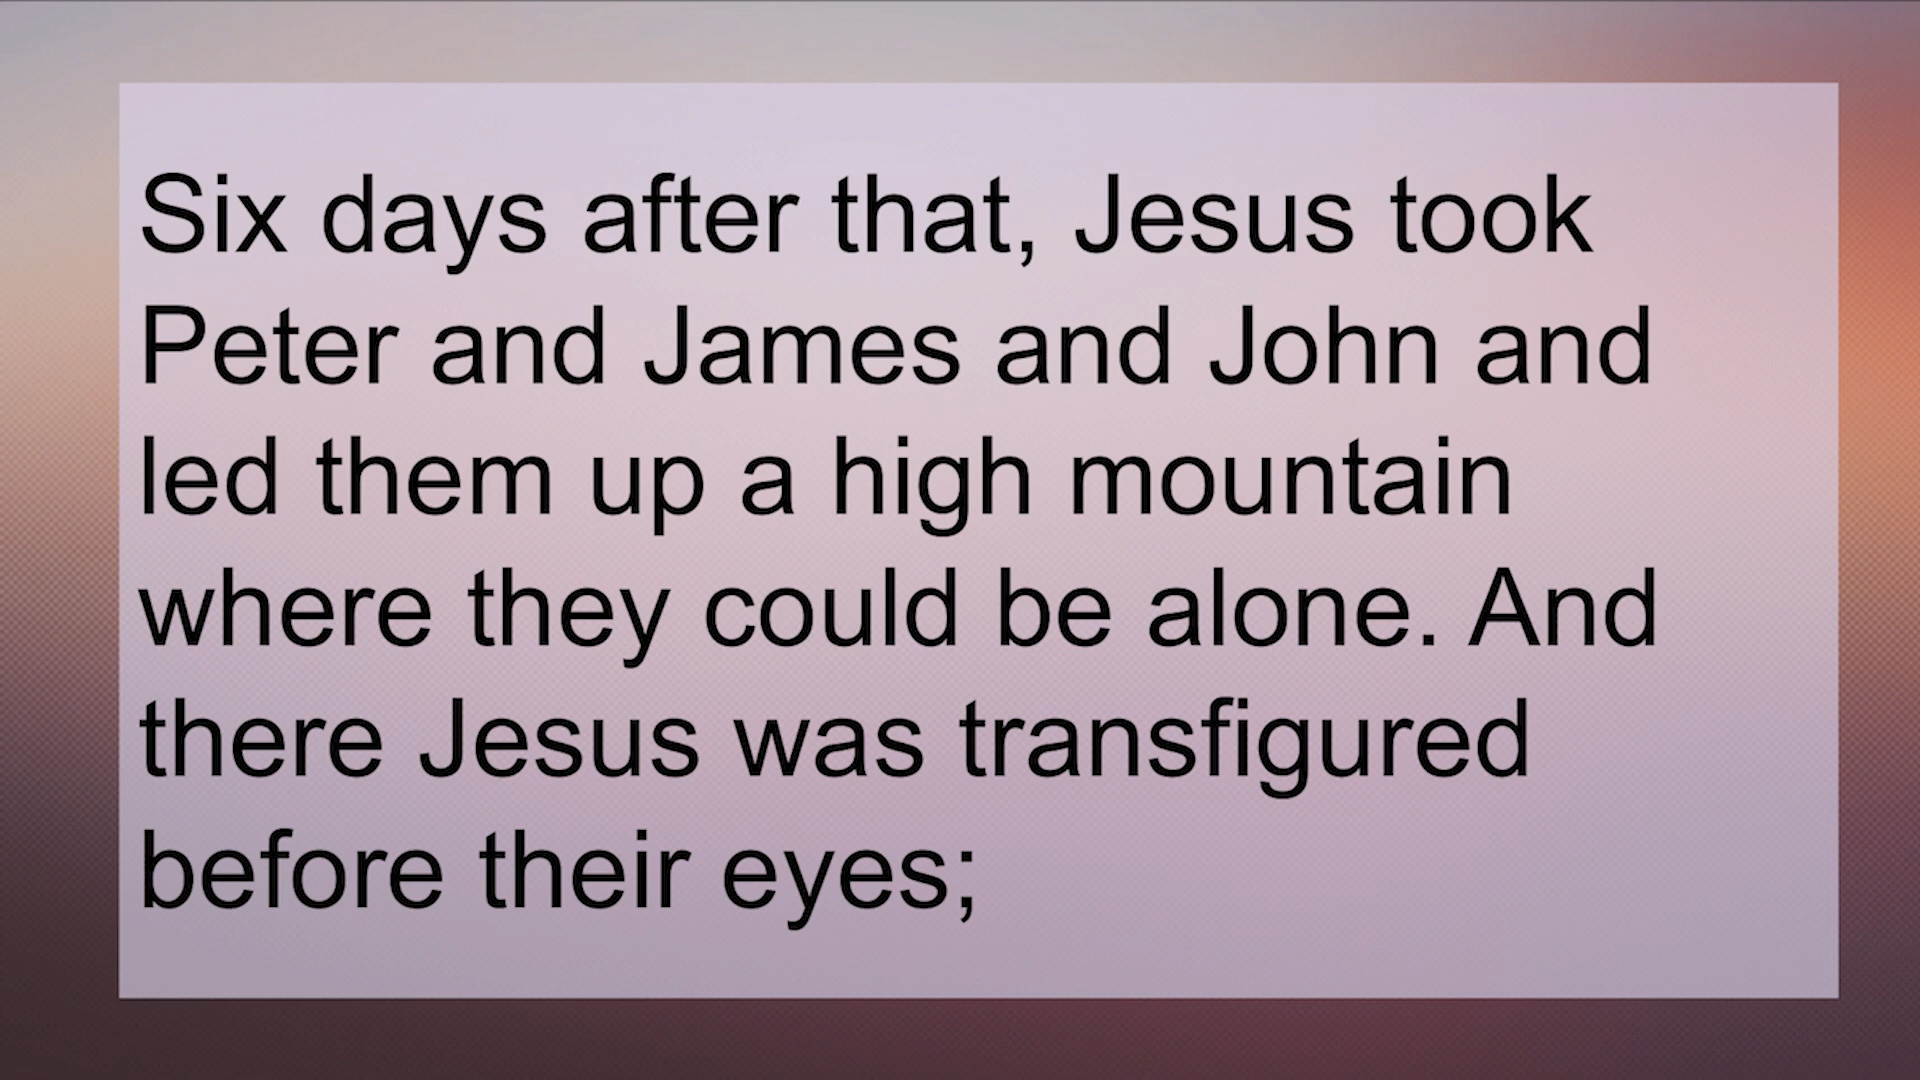 Six days after that, Jesus took
Peter and James and John and
led them up a high mountain
where they could be alone. And
there Jesus was transfigured
before their eyes;